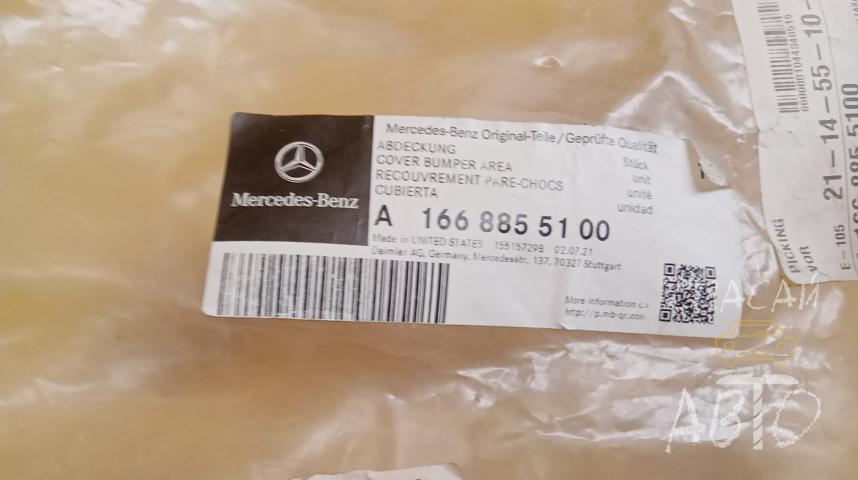 Mercedes-Benz
Mercedes-Benz Original-Teile/Geprüfte Qualität
ABDECKUNG
COVER BUMPER AREA
RECOUVREMENT PARE-CHOCS
CUBIERTA
Stück
unit
unité
unidad
A 166 885 51 00
Made in UNITED STATES 155157298 02.07.21
Daimler AG, Germany, Mercedesstr. 137, 70327 Stuttgart
More information
http://p.mb-qr.com
PICKING
VOR
E-105
21-14-55-10-
885 5100
АВТО